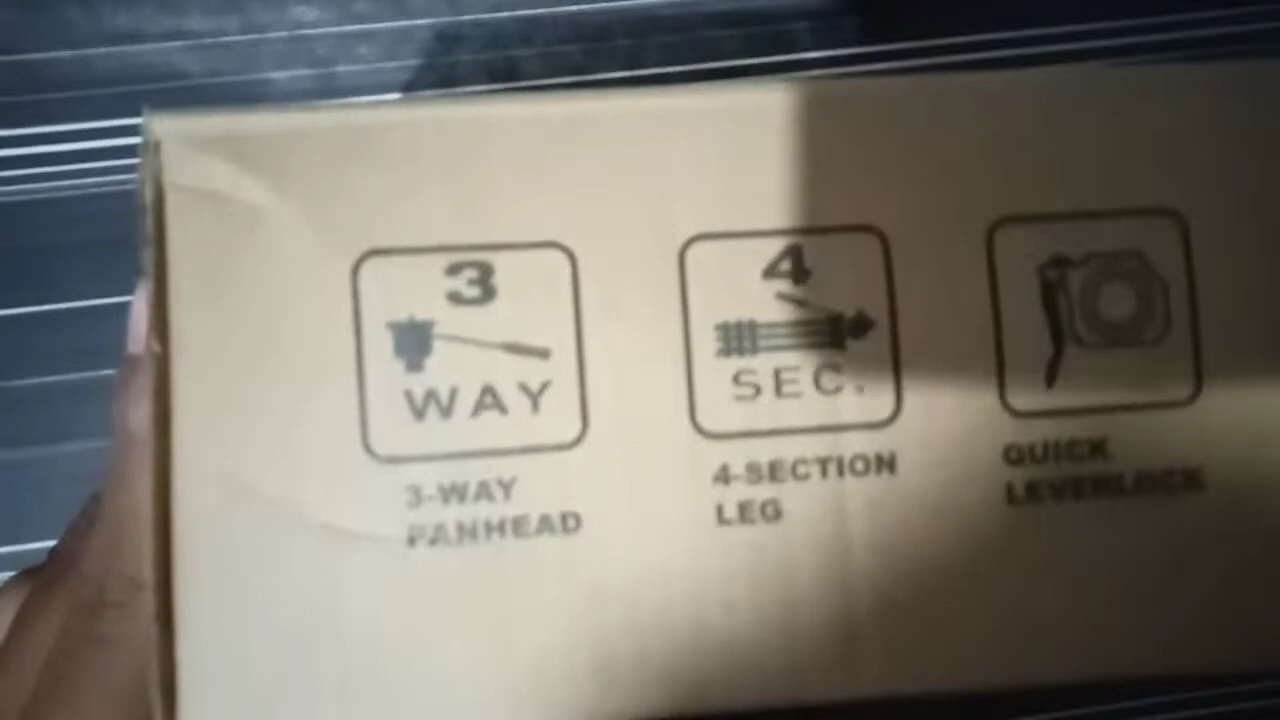 3
WAY
3-WAY
PANHEAD
4
SEC.
4-SECTION
LEG
QUICK
LEVERLOCK